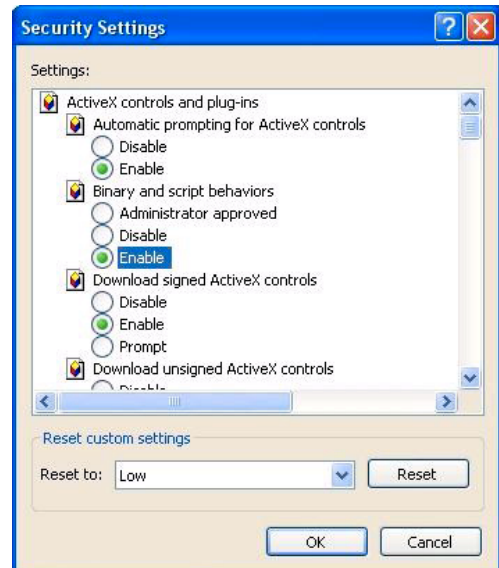 Security Settings
Settings:
ActiveX controls and plug-ins
Automatic prompting for ActiveX controls
Disable
Enable
Binary and script behaviors
Administrator approved
Disable
Enable
Download signed ActiveX controls
Disable
Enable
Prompt
Download unsigned ActiveX controls
Disable
Reset custom settings
Reset to: Low Reset
OK Cancel